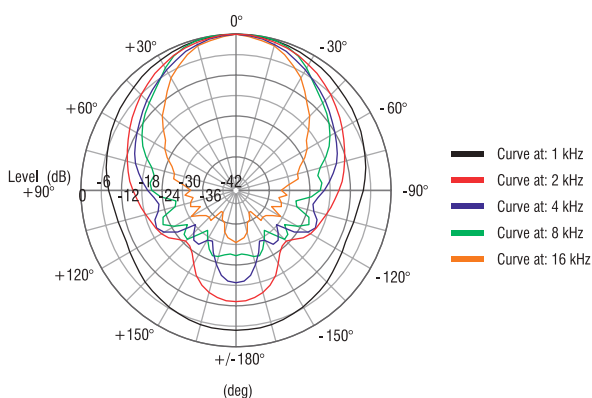 0°
+30°
-30°
+60°
-60°
Level (dB)
-6
-18
-30
-42
+90°
0
-12
-24
-36
-90°
+120°
-120°
+150°
-150°
+/-180°
(deg)
Curve at: 1 kHz
Curve at: 2 kHz
Curve at: 4 kHz
Curve at: 8 kHz
Curve at: 16 kHz